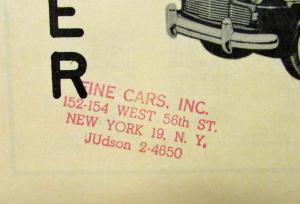 E
R
FINE CARS, INC.
152-154 WEST 56th ST.
NEW YORK 19, N. Y.
JUdson 2-4650